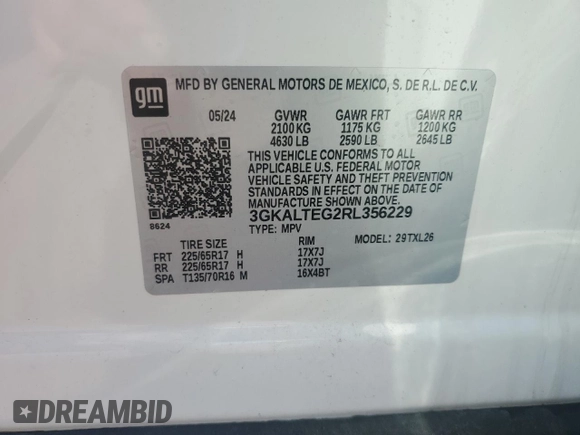 gm
MFD BY GENERAL MOTORS DE MEXICO, S. DE R.L. DE C.V.
05/24 GVWR GAWR FRT GAWR RR
2100 KG 1175 KG 1200 KG
4630 LB 2590 LB 2645 LB
THIS VEHICLE CONFORMS TO ALL
APPLICABLE U.S. FEDERAL MOTOR
VEHICLE SAFETY AND THEFT PREVENTION
STANDARDS IN EFFECT ON THE DATE OF
MANUFACTURE SHOWN ABOVE.
8624 3GKALTEG2RL356229
TYPE: MPV MODEL: 29TXL26
TIRE SIZE RIM
FRT 225/65R17 H 17X7J
RR 225/65R17 H 17X7J
SPA T135/70R16 M 16X4BT
DREAMBID